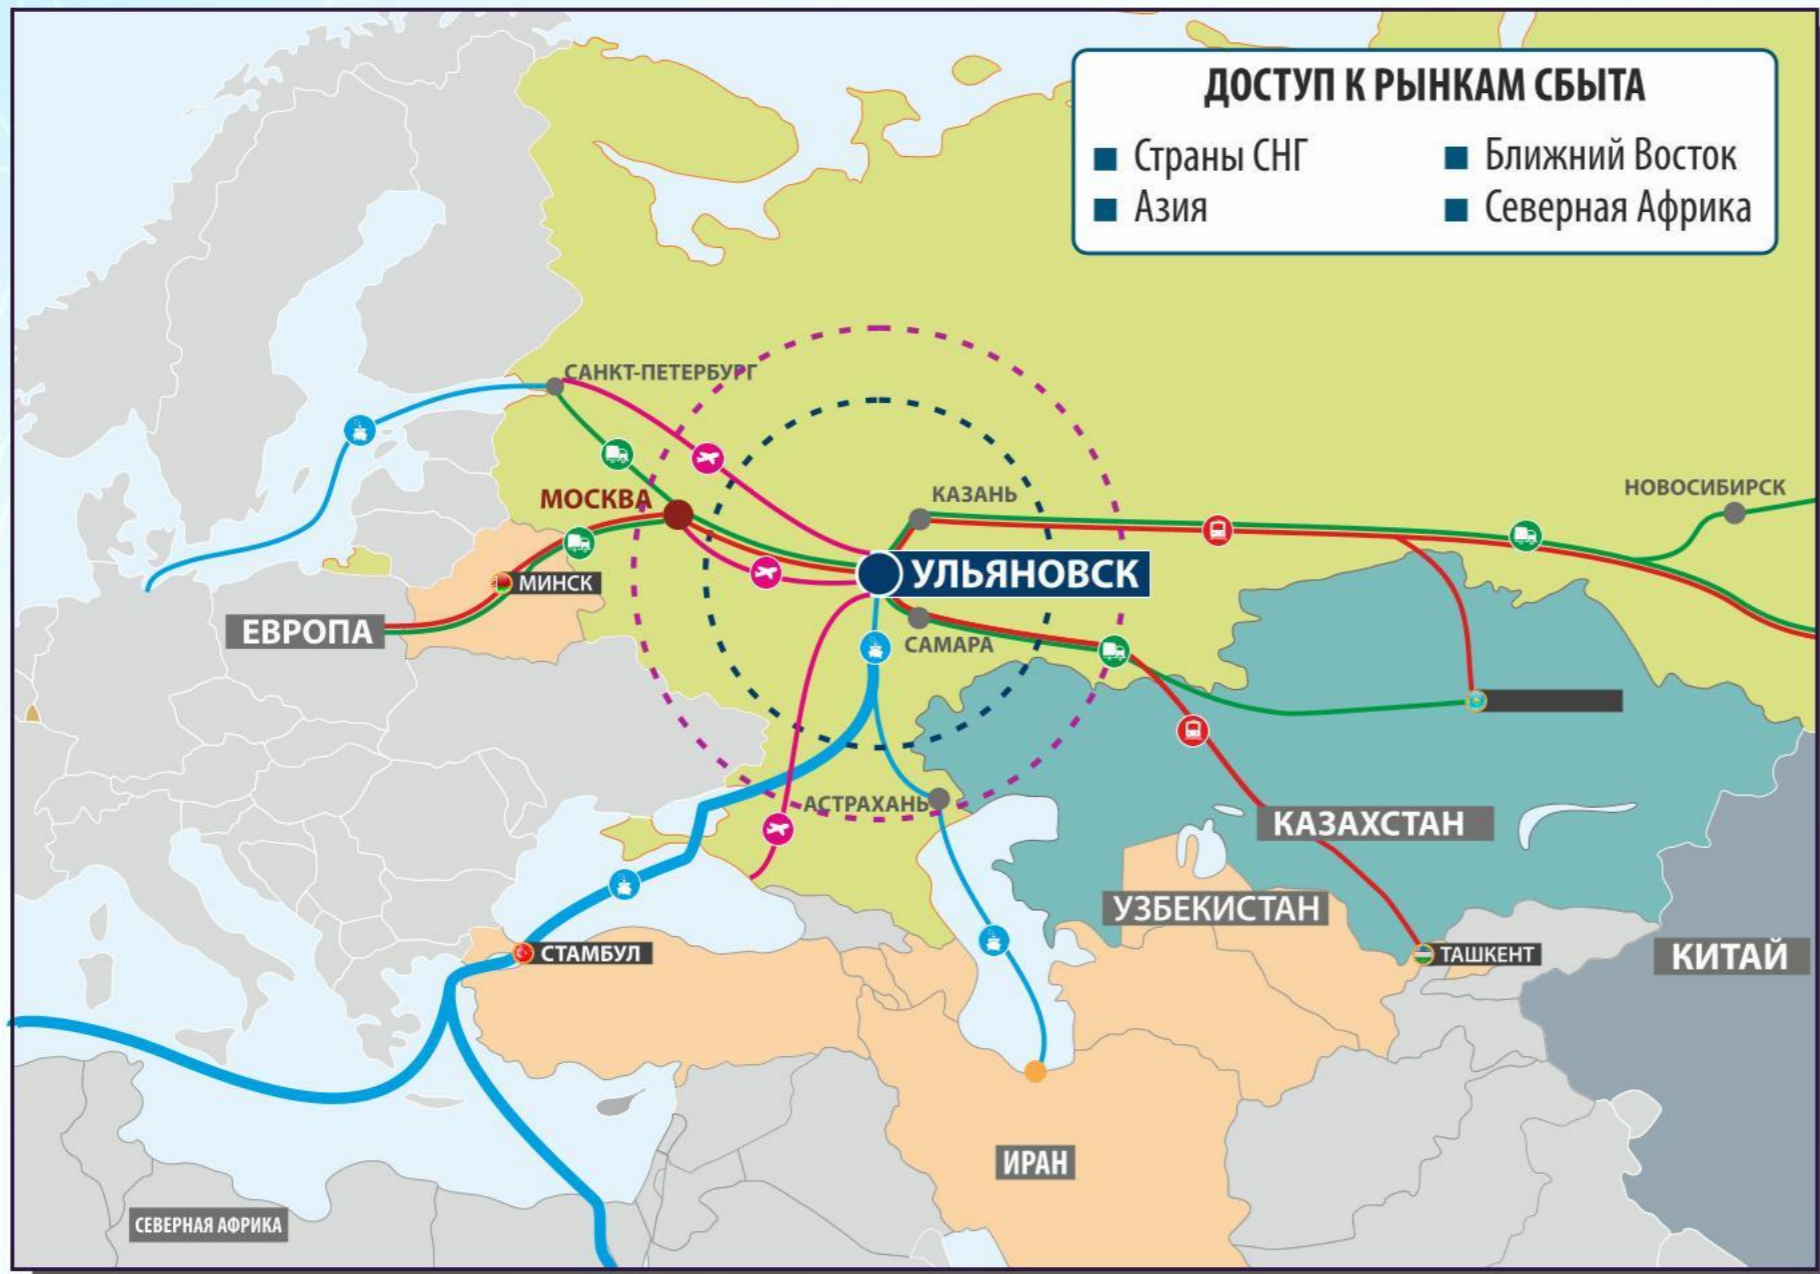 ДОСТУП К РЫНКАМ СБЫТА
Страны СНГ
Ближний Восток
Азия
Северная Африка
САНКТ-ПЕТЕРБУРГ
МОСКВА
КАЗАНЬ
НОВОСИБИРСК
УЛЬЯНОВСК
МИНСК
ЕВРОПА
САМАРА
АСТРАХАНЬ
КАЗАХСТАН
УЗБЕКИСТАН
СТАМБУЛ
ТАШКЕНТ
КИТАЙ
ИРАН
СЕВЕРНАЯ АФРИКА